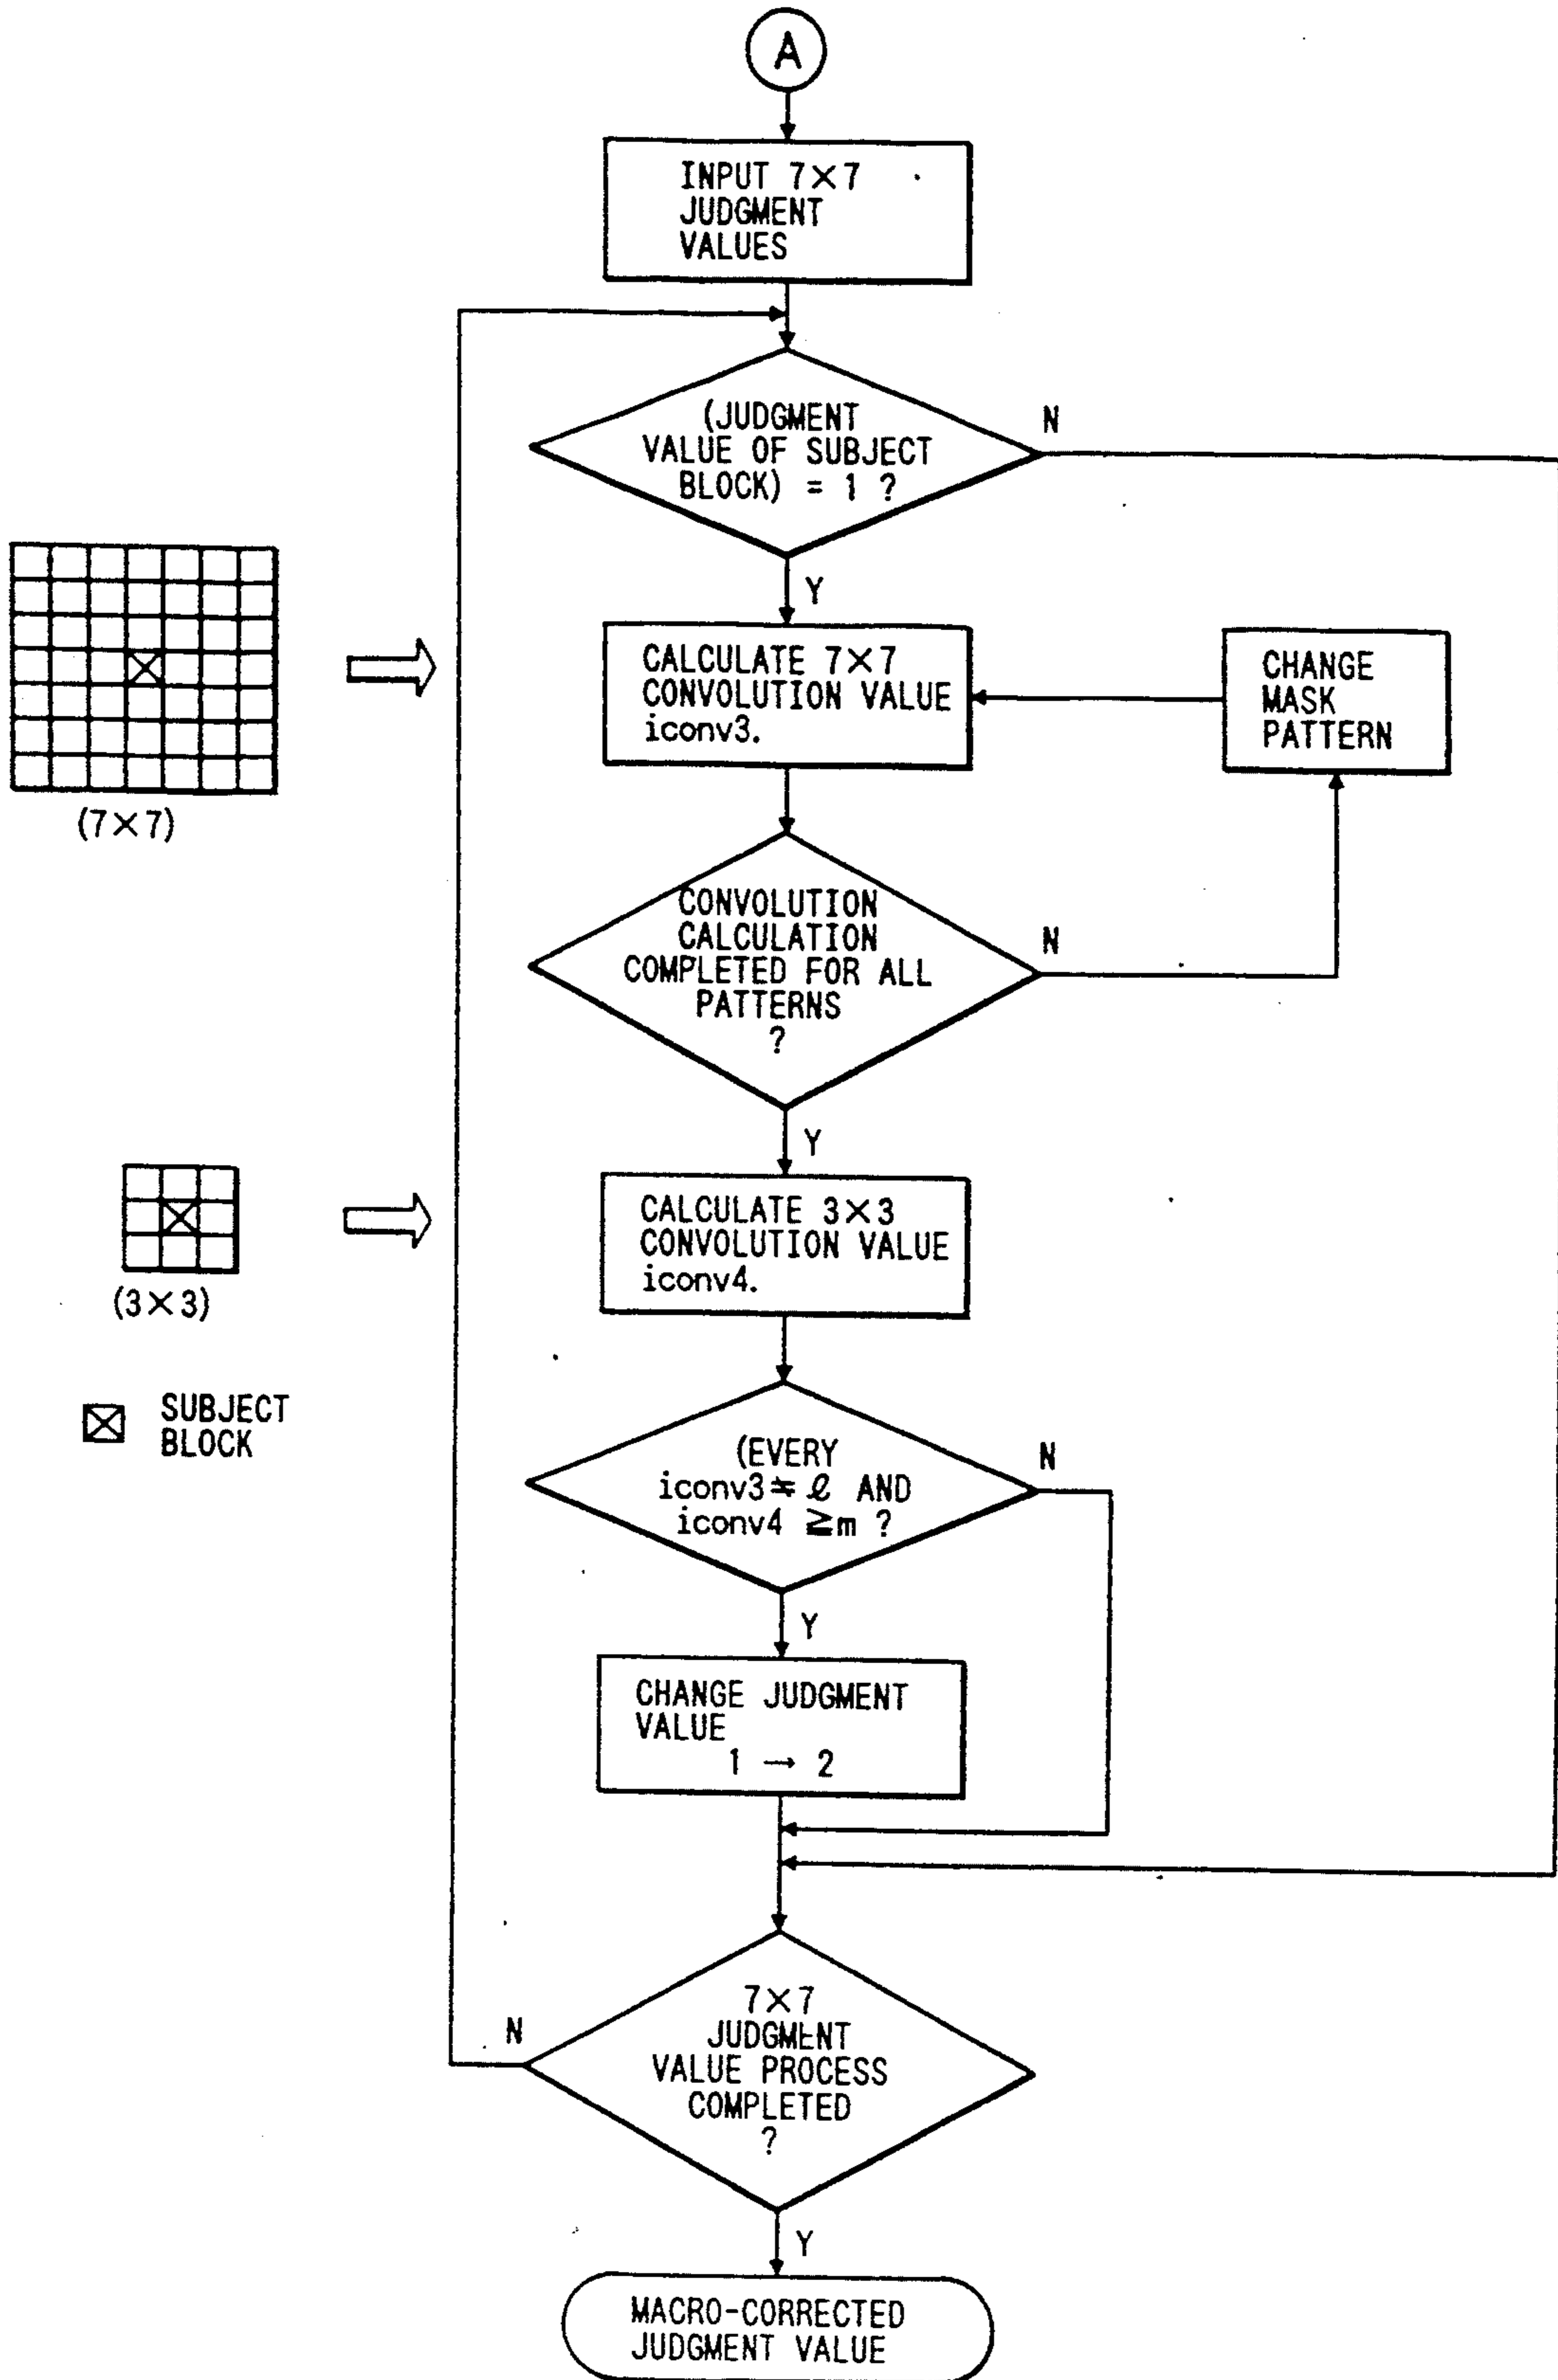 A
INPUT 7×7
JUDGMENT
VALUES
(JUDGMENT
VALUE OF SUBJECT
BLOCK) = 1 ?
N
Y
CALCULATE 7×7
CONVOLUTION VALUE
iconv3.
CHANGE
MASK
PATTERN
(7×7)
CONVOLUTION
CALCULATION
COMPLETED FOR ALL
PATTERNS
?
N
Y
CALCULATE 3×3
CONVOLUTION VALUE
iconv4.
(3×3)
SUBJECT
BLOCK
(EVERY
iconv3≠ ℓ AND
iconv4 ≧m ?
N
Y
CHANGE JUDGMENT
VALUE
1 → 2
7×7
JUDGMENT
VALUE PROCESS
COMPLETED
?
N
Y
MACRO-CORRECTED
JUDGMENT VALUE